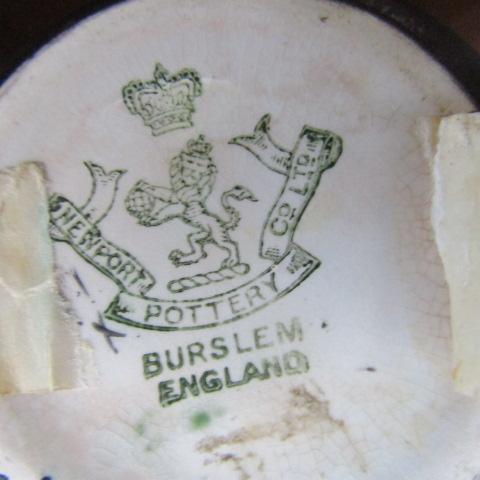 NEWPORT
POTTERY
CO LTD
BURSLEM
ENGLAND